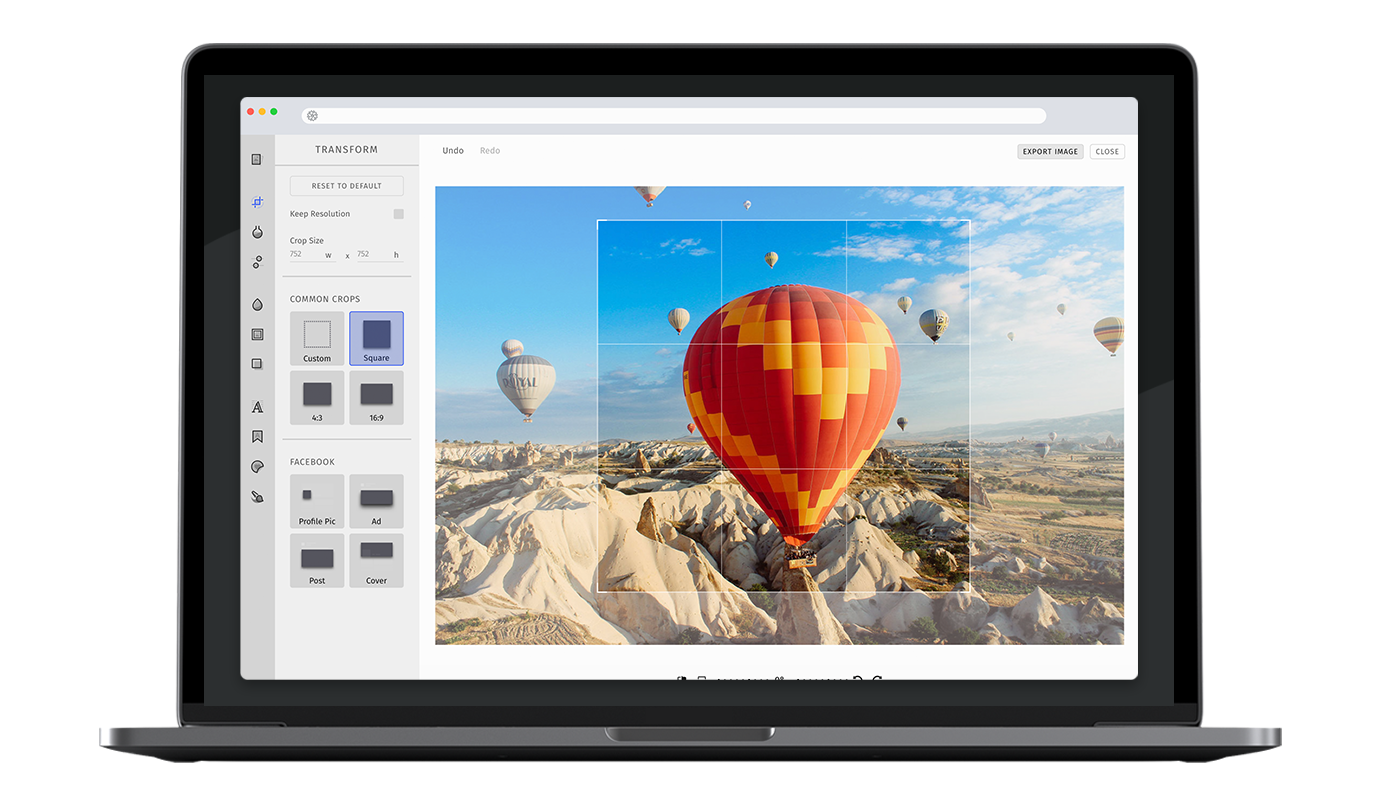 TRANSFORM
Undo
Redo
EXPORT IMAGE
CLOSE
RESET TO DEFAULT
Keep Resolution
Crop Size
752 w x 752 h
COMMON CROPS
Custom
Square
4:3
16:9
FACEBOOK
Profile Pic
Ad
Post
Cover